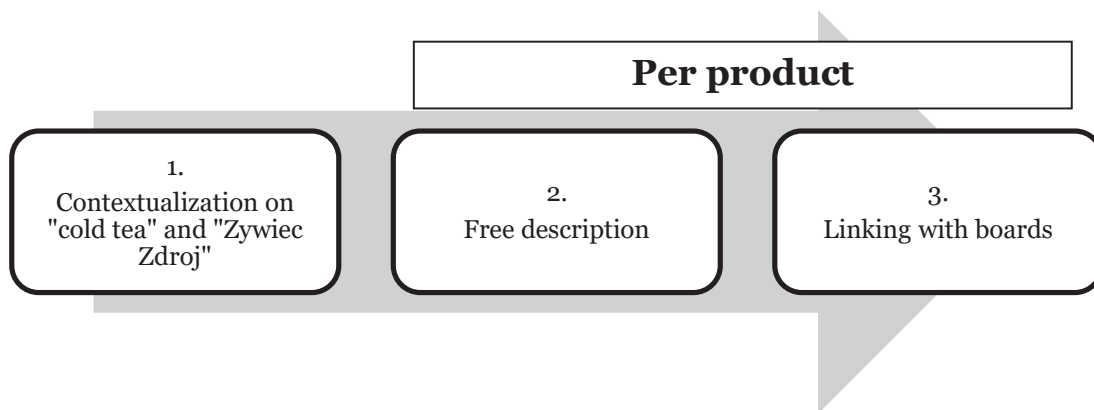 Per product
1.
Contextualization on
"cold tea" and "Zywiec
Zdroj"
2.
Free description
3.
Linking with boards